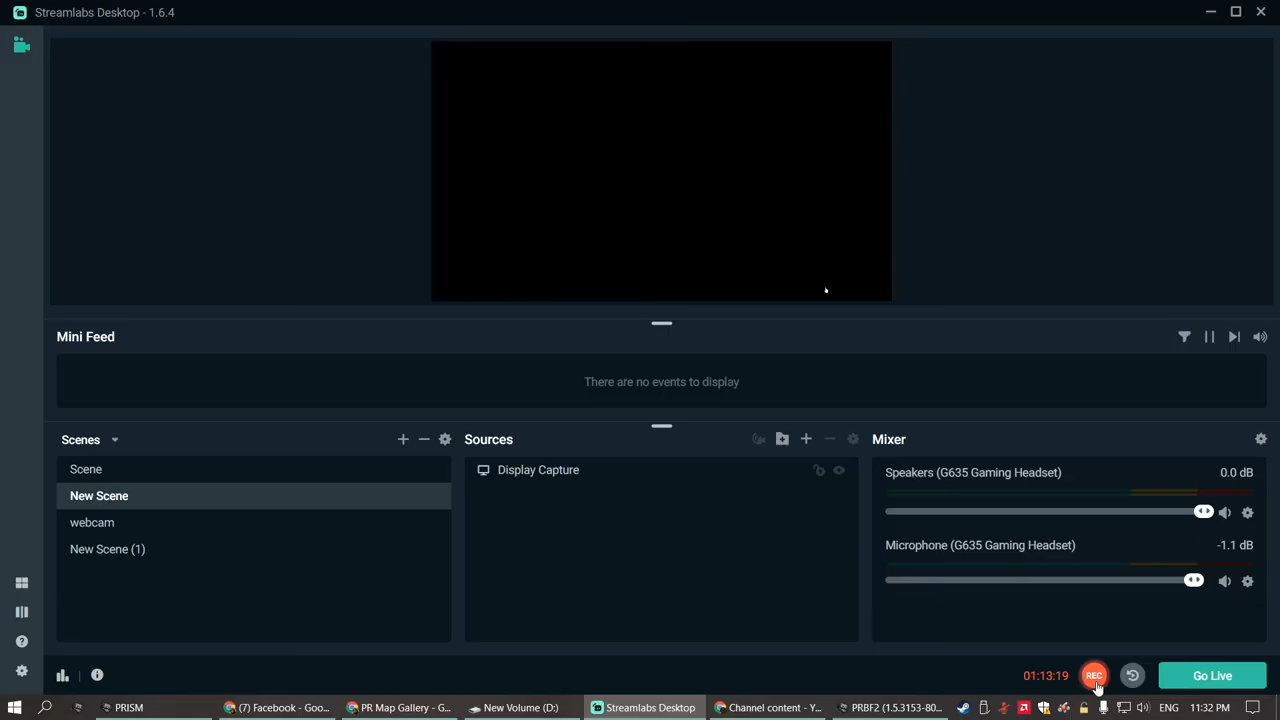 Streamlabs Desktop - 1.6.4
Mini Feed
There are no events to display
Scenes
Sources
Mixer
Scene
New Scene
webcam
New Scene (1)
Display Capture
Speakers (G635 Gaming Headset) 0.0 dB
Microphone (G635 Gaming Headset) -1.1 dB
01:13:19
REC
Go Live
PRISM
(7) Facebook - Goo...
PR Map Gallery - G...
New Volume (D:)
Streamlabs Desktop
Channel content - Y...
PRBF2 (1.5.3153-80...
ENG
11:32 PM